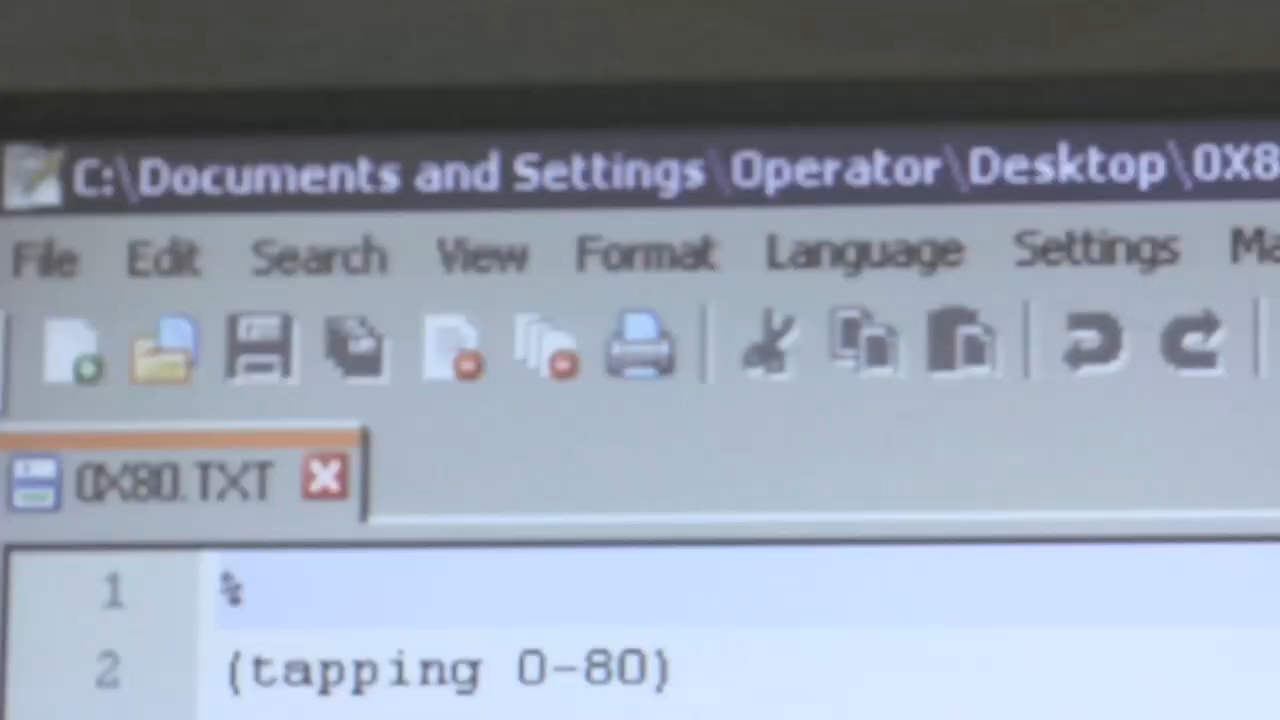 C:\Documents and Settings\Operator\Desktop\0X8
File Edit Search View Format Language Settings Ma
0X80.TXT
1 %
2 (tapping 0-80)